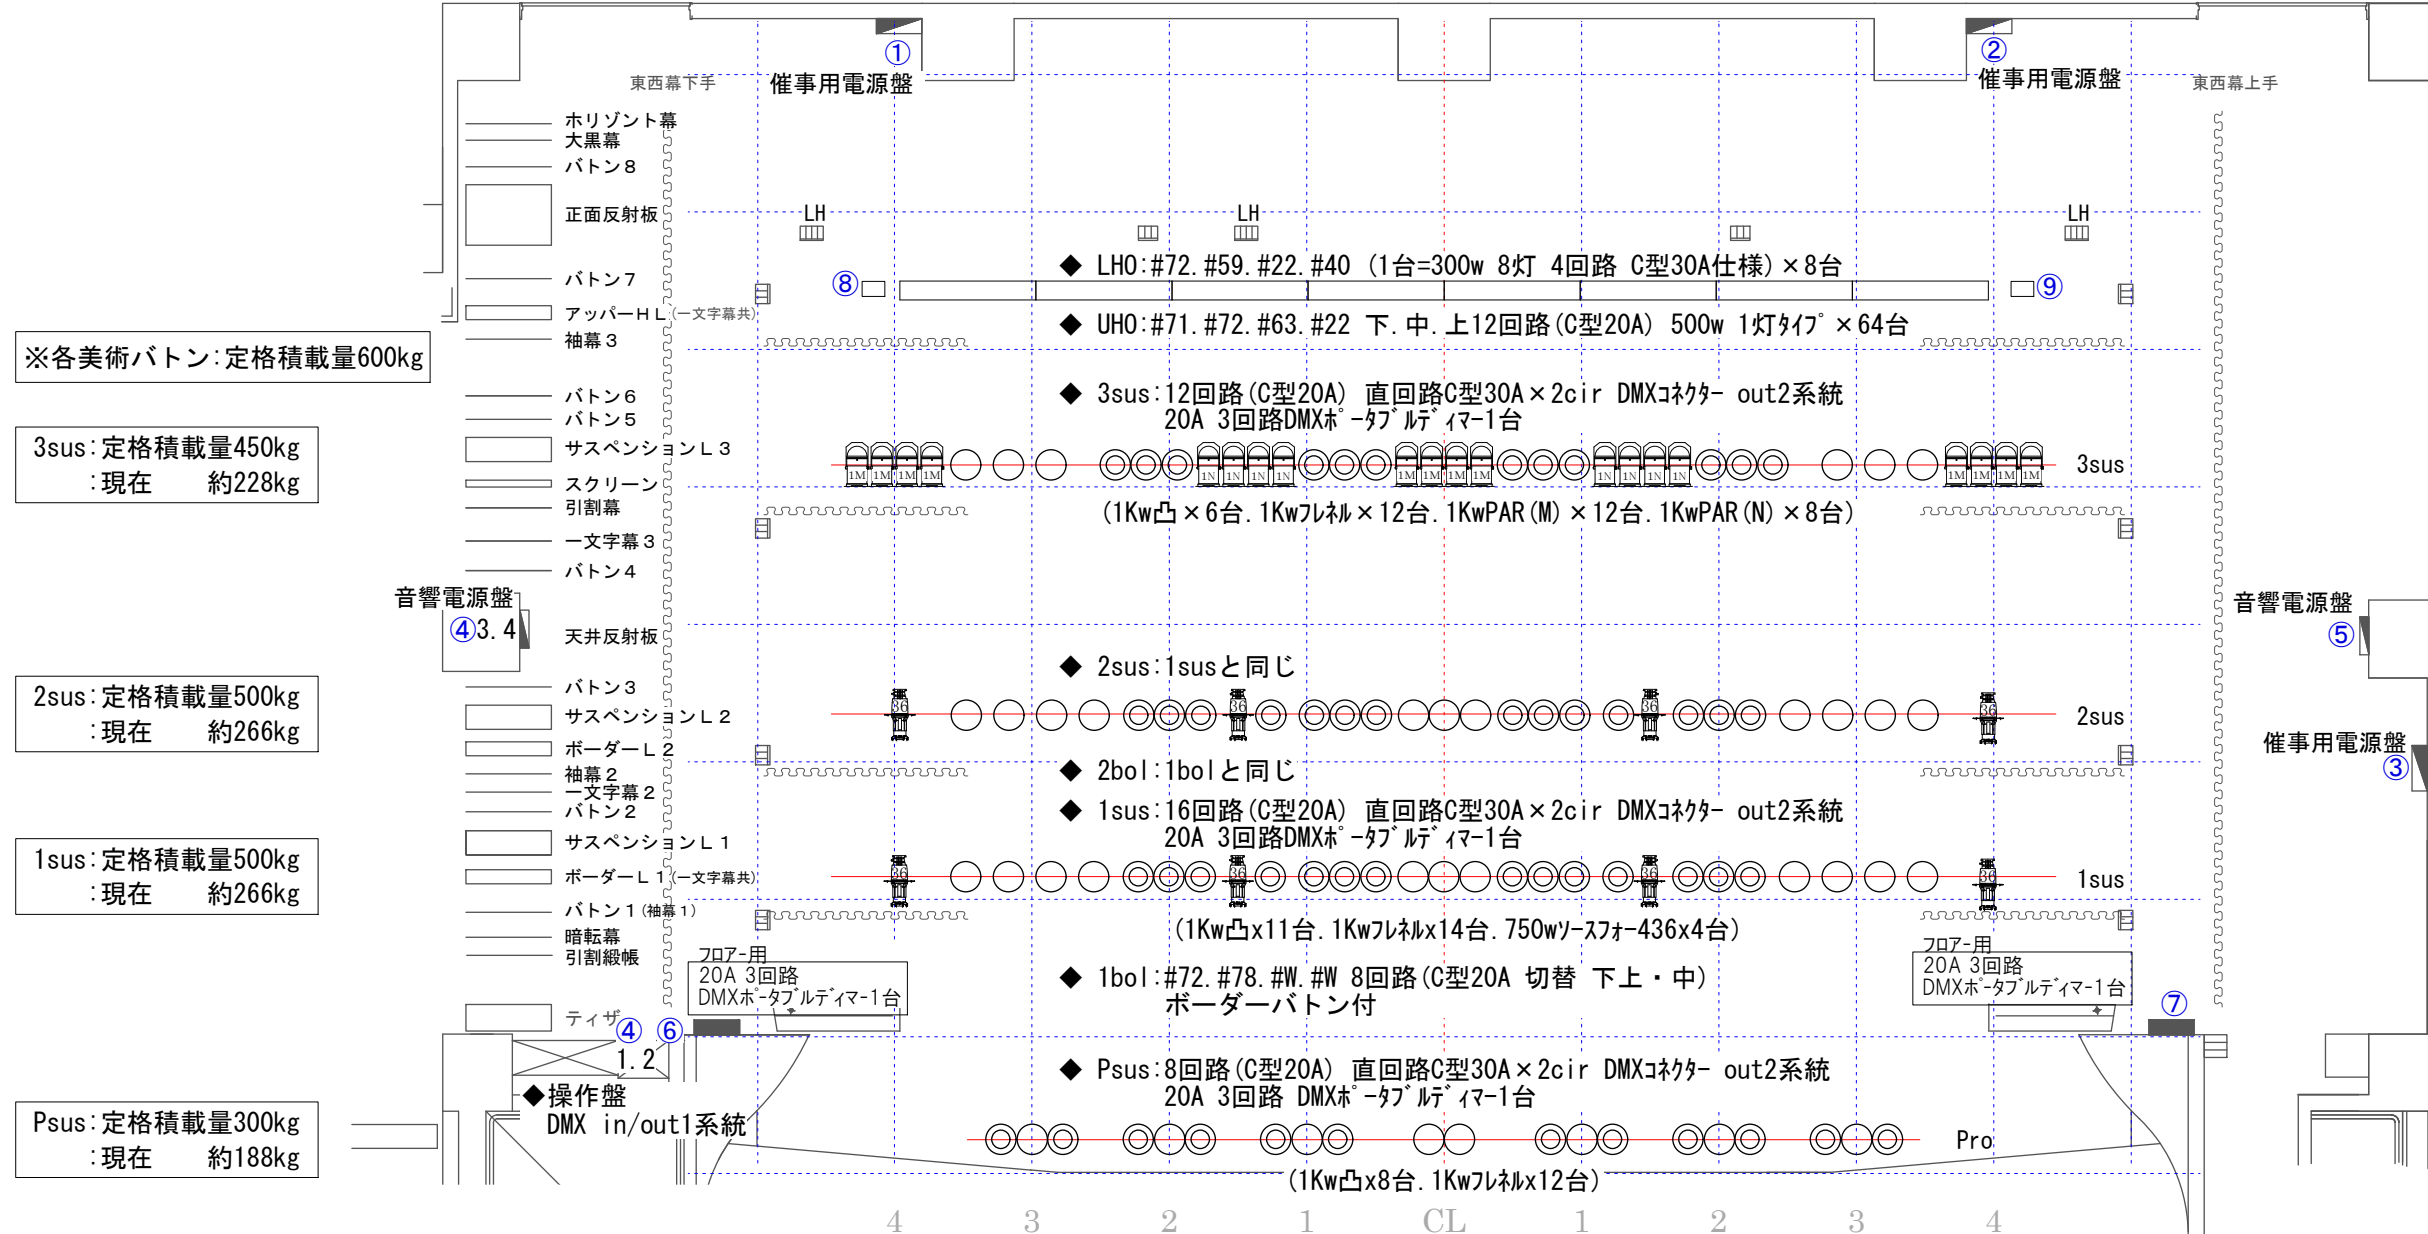 ①
②
催事用電源盤
催事用電源盤
東西幕下手
東西幕上手
ホリゾント幕
大黒幕
バトン8
正面反射板
LH
LH
LH
◆ LHO:#72.#59.#22.#40 (1台=300w 8灯 4回路 C型30A仕様)×8台
バトン7
⑧
⑨
アッパーHL(一文字幕共)
◆ UHO:#71.#72.#63.#22 下.中.上12回路(C型20A) 500w 1灯ﾀｲﾌﾟ×64台
袖幕3
※各美術バトン:定格積載量600kg
バトン6
◆ 3sus:12回路(C型20A) 直回路C型30A×2cir DMXｺﾈｸﾀｰ out2系統
20A 3回路DMXﾎﾟｰﾀﾌﾞﾙﾃﾞｨﾏｰ1台
バトン5
3sus:定格積載量450kg
:現在 約228kg
サスペンションL3
1M 1M 1M 1M 1N 1N 1N 1N 1M 1M 1M 1M 1N 1N 1N 1N 1M 1M 1M 1M
3sus
スクリーン
引割幕
(1Kw凸×6台.1Kwﾌﾚﾈﾙ×12台.1KwPAR(M)×12台.1KwPAR(N)×8台)
一文字幕3
バトン4
音響電源盤
④3.4
音響電源盤
⑤
天井反射板
◆ 2sus:1susと同じ
バトン3
2sus:定格積載量500kg
:現在 約266kg
サスペンションL2
36 36 36 36
2sus
ボーダーL2
催事用電源盤
③
袖幕2
◆ 2bol:1bolと同じ
一文字幕2
バトン2
◆ 1sus:16回路(C型20A) 直回路C型30A×2cir DMXｺﾈｸﾀｰ out2系統
20A 3回路DMXﾎﾟｰﾀﾌﾞﾙﾃﾞｨﾏｰ1台
1sus:定格積載量500kg
:現在 約266kg
サスペンションL1
ボーダーL1(一文字幕共)
36 36 36 36
1sus
バトン1(袖幕1)
(1Kw凸x11台.1Kwﾌﾚﾈﾙx14台.750wｿｰｽﾌｫｰ436x4台)
暗転幕
引割緞帳
ﾌﾛｱｰ用
20A 3回路
DMXﾎﾟｰﾀﾌﾞﾙﾃﾞｨﾏｰ1台
ﾌﾛｱｰ用
20A 3回路
DMXﾎﾟｰﾀﾌﾞﾙﾃﾞｨﾏｰ1台
◆ 1bol:#72.#78.#W.#W 8回路(C型20A 切替 下上・中)
ボーダーバトン付
ティザ
④
1.2
⑥
⑦
◆操作盤
DMX in/out1系統
◆ Psus:8回路(C型20A) 直回路C型30A×2cir DMXｺﾈｸﾀｰ out2系統
20A 3回路 DMXﾎﾟｰﾀﾌﾞﾙﾃﾞｨﾏｰ1台
Psus:定格積載量300kg
:現在 約188kg
Pro
(1Kw凸x8台.1Kwﾌﾚﾈﾙx12台)
4 3 2 1 CL 1 2 3 4